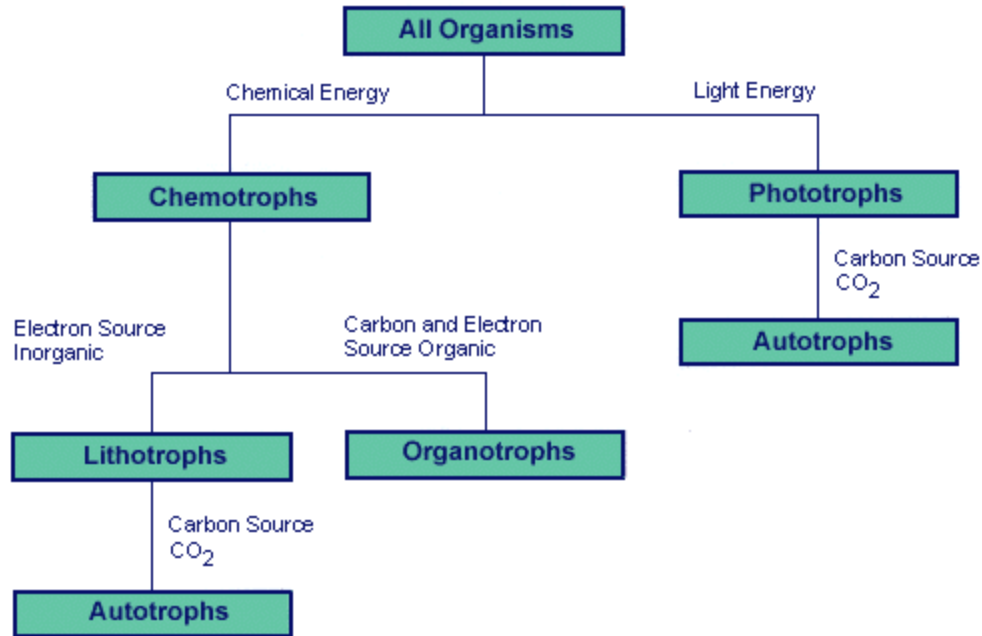 All Organisms
Chemical Energy
Light Energy
Chemotrophs
Phototrophs
Carbon Source
CO2
Electron Source
Inorganic
Carbon and Electron
Source Organic
Autotrophs
Lithotrophs
Organotrophs
Carbon Source
CO2
Autotrophs